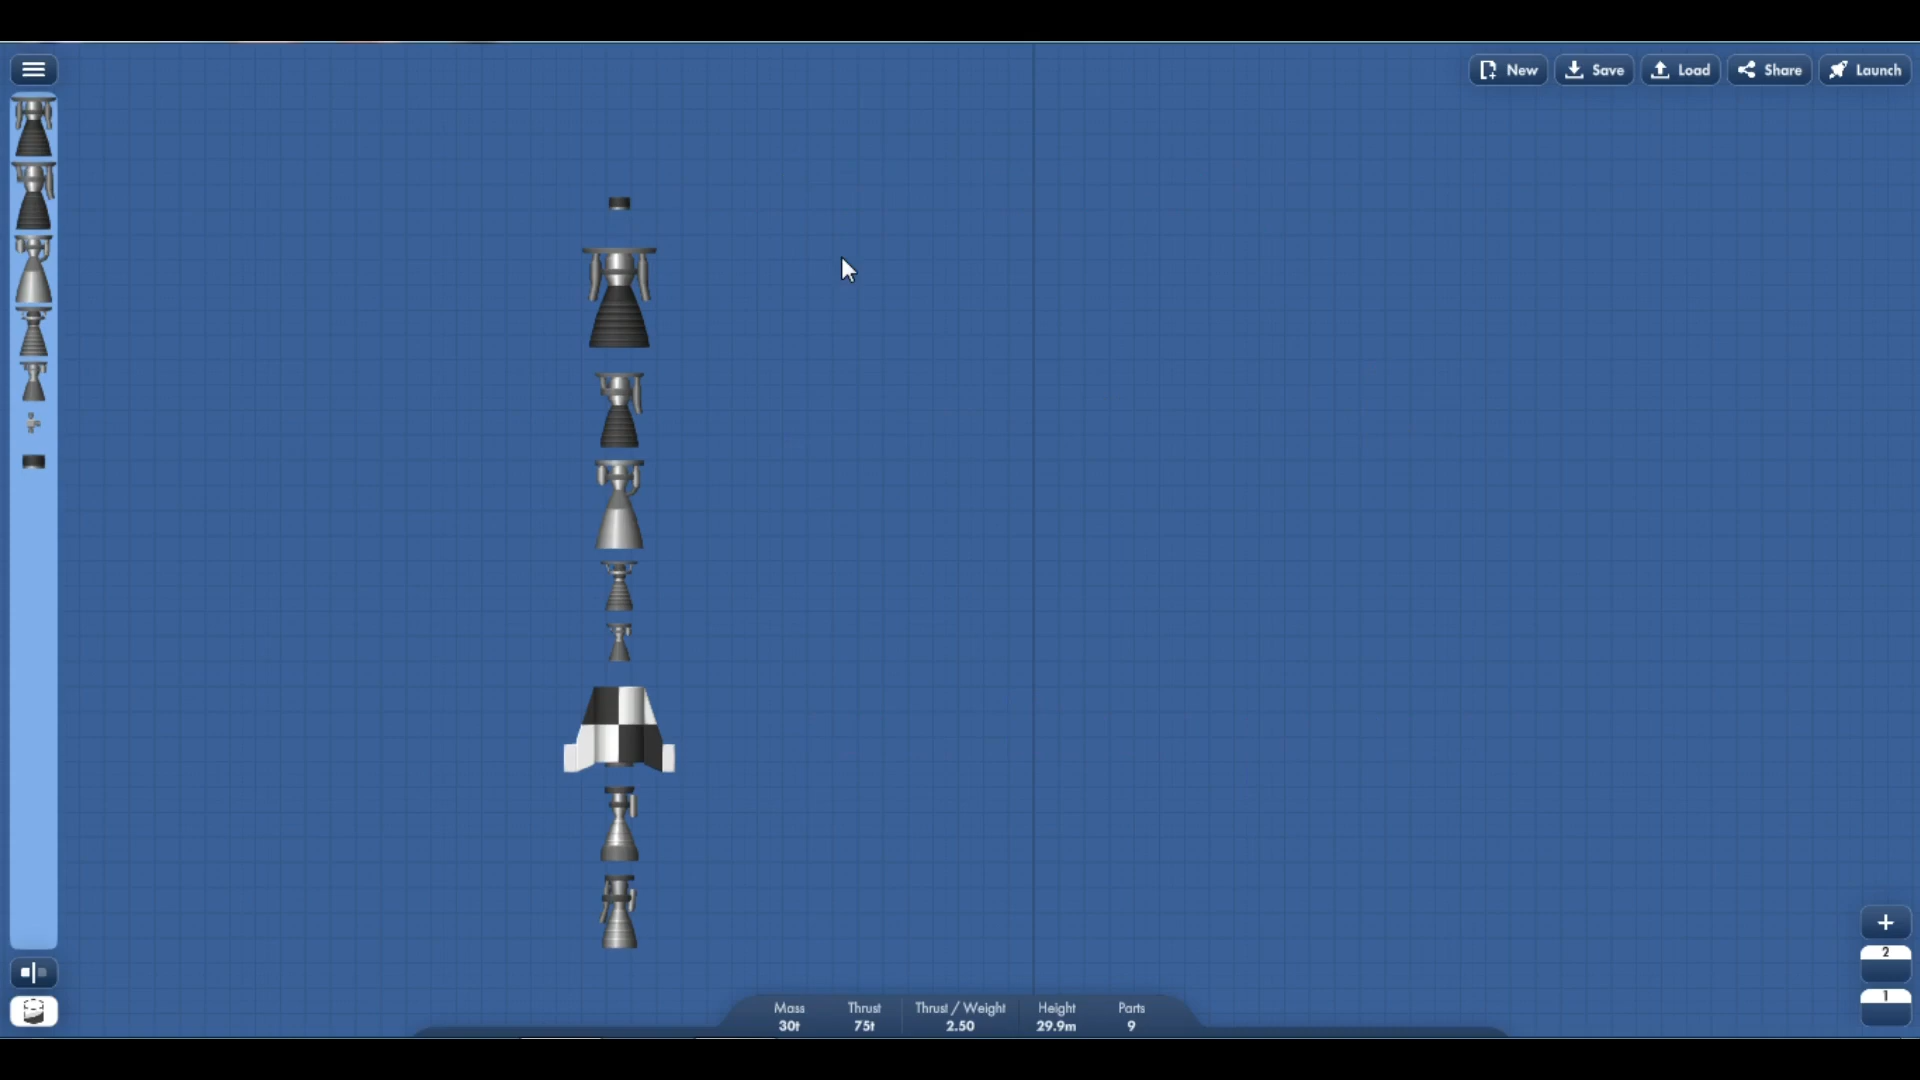 New
Save
Load
Share
Launch
2
1
Mass
Thrust
Thrust / Weight
Height
Parts
30t
75t
2.50
29.9m
9